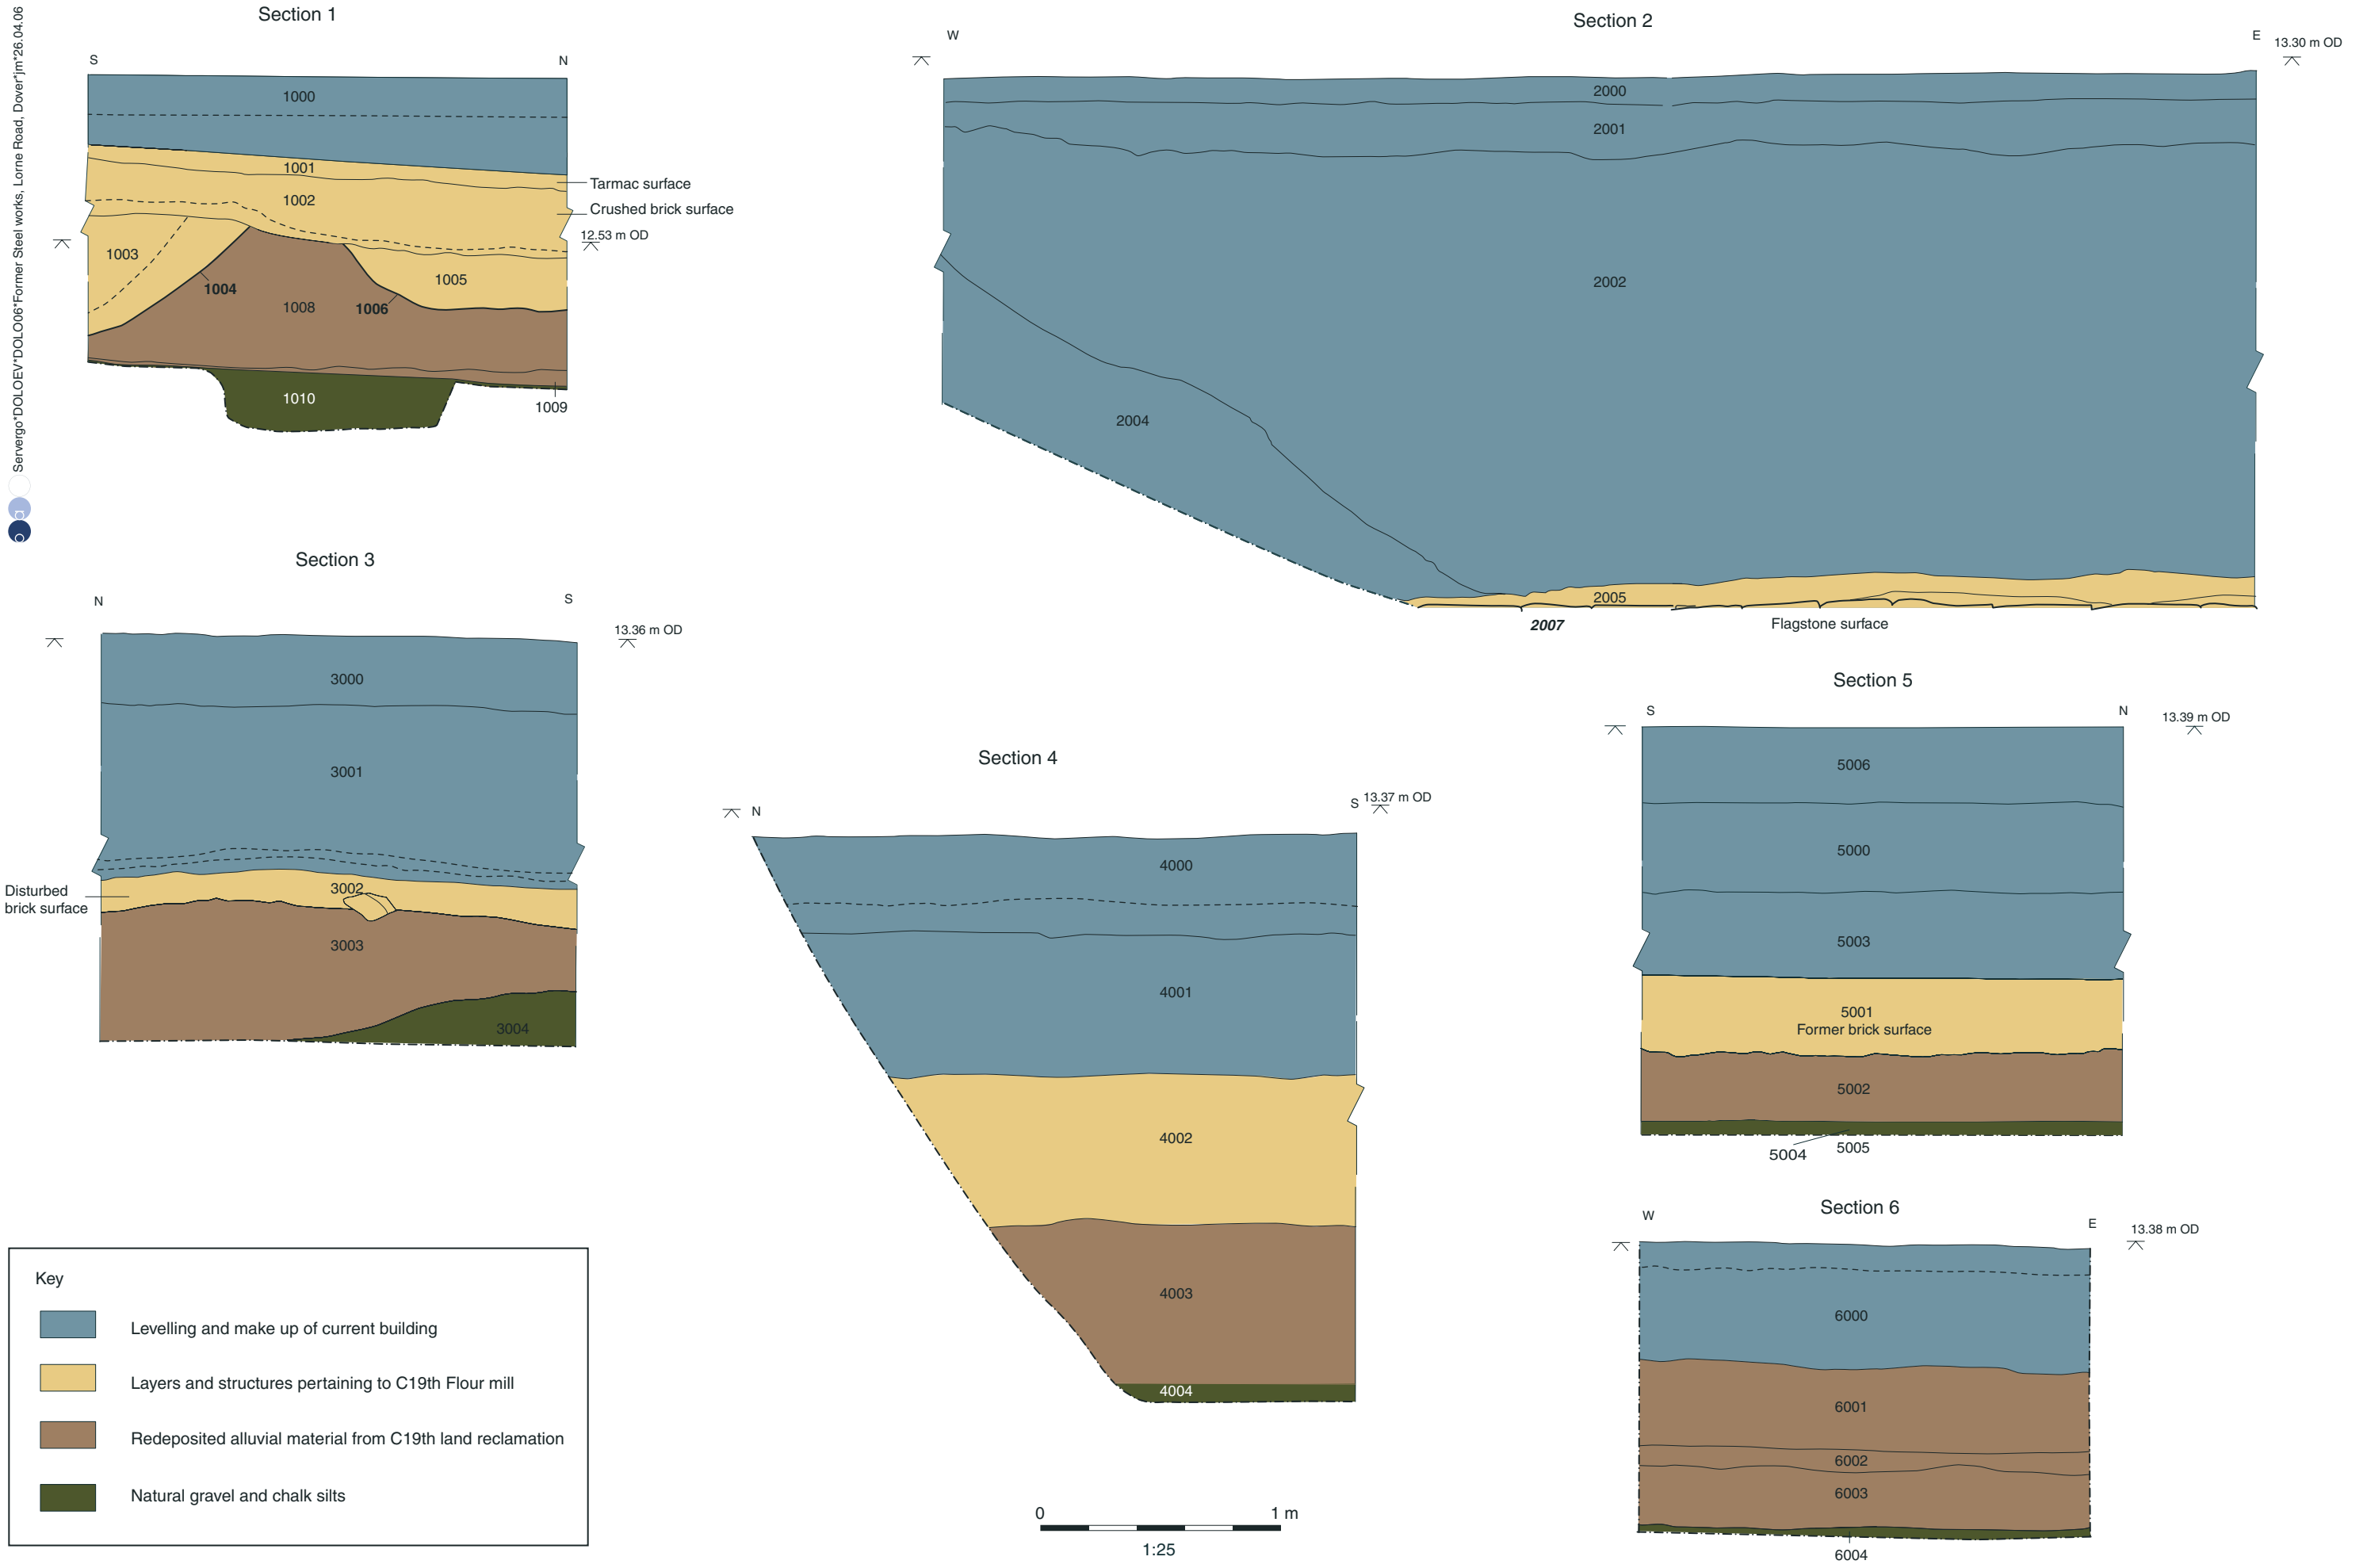 Servergo*DOLOEV*DOLO06*Former Steel works, Lorne Road, Dover*jm*26.04.06
Section 1
S
N
1000
1001
1002
1003
1004
1005
1006
1008
1009
1010
Tarmac surface
Crushed brick surface
12.53 m OD
Section 2
W
E
13.30 m OD
2000
2001
2002
2004
2005
2007
Flagstone surface
Section 3
N
S
13.36 m OD
3000
3001
3002
3003
3004
Disturbed
brick surface
Section 4
N
S
13.37 m OD
4000
4001
4002
4003
4004
Section 5
S
N
13.39 m OD
5006
5000
5003
5001
Former brick surface
5002
5004
5005
Section 6
W
E
13.38 m OD
6000
6001
6002
6003
6004
Key
Levelling and make up of current building
Layers and structures pertaining to C19th Flour mill
Redeposited alluvial material from C19th land reclamation
Natural gravel and chalk silts
0
1 m
1:25